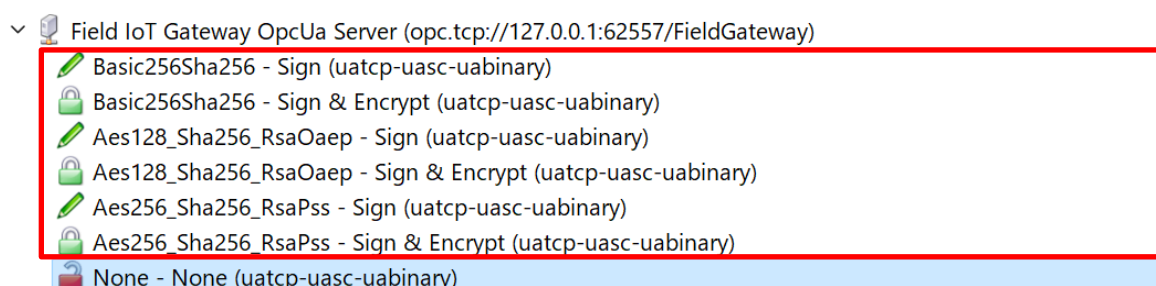 Field IoT Gateway OpcUa Server (opc.tcp://127.0.0.1:62557/FieldGateway)
Basic256Sha256 - Sign (uatcp-uasc-uabinary)
Basic256Sha256 - Sign & Encrypt (uatcp-uasc-uabinary)
Aes128_Sha256_RsaOaep - Sign (uatcp-uasc-uabinary)
Aes128_Sha256_RsaOaep - Sign & Encrypt (uatcp-uasc-uabinary)
Aes256_Sha256_RsaPss - Sign (uatcp-uasc-uabinary)
Aes256_Sha256_RsaPss - Sign & Encrypt (uatcp-uasc-uabinary)
None - None (uatcp-uasc-uabinary)